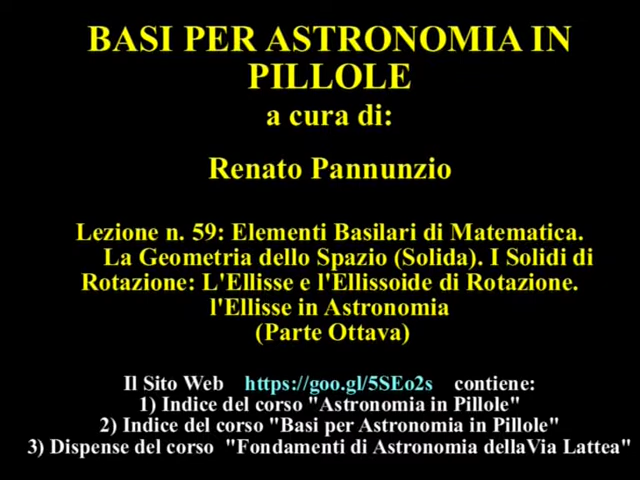 BASI PER ASTRONOMIA IN
PILLOLE
a cura di:
Renato Pannunzio
Lezione n. 59: Elementi Basilari di Matematica.
La Geometria dello Spazio (Solida). I Solidi di
Rotazione: L'Ellisse e l'Ellissoide di Rotazione.
l'Ellisse in Astronomia
(Parte Ottava)
Il Sito Web https://goo.gl/5SEo2s contiene:
1) Indice del corso "Astronomia in Pillole"
2) Indice del corso "Basi per Astronomia in Pillole"
3) Dispense del corso "Fondamenti di Astronomia dellaVia Lattea"